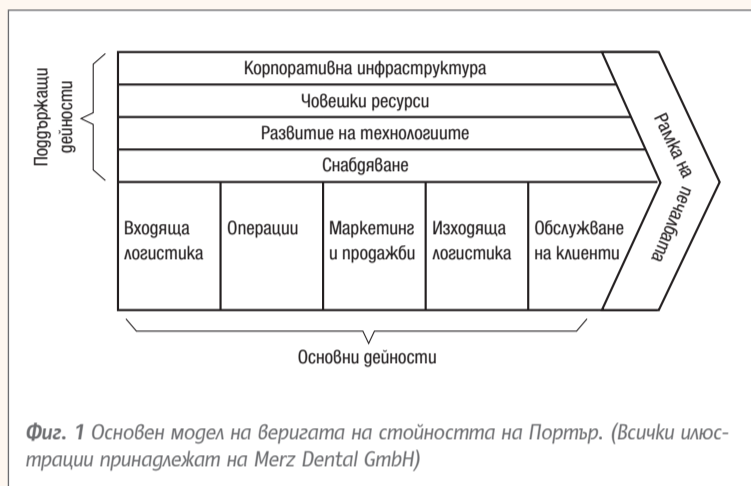 Поддържащи
дейности
Корпоративна инфраструктура
Човешки ресурси
Развитие на технологиите
Снабдяване
Входяща
логистика
Операции
Маркетинг
и продажби
Изходяща
логистика
Обслужване
на клиенти
Рамка на
печалбата
Основни дейности
Фиг. 1 Основен модел на веригата на стойността на Портър. (Всички илюс-
трации принадлежат на Merz Dental GmbH)